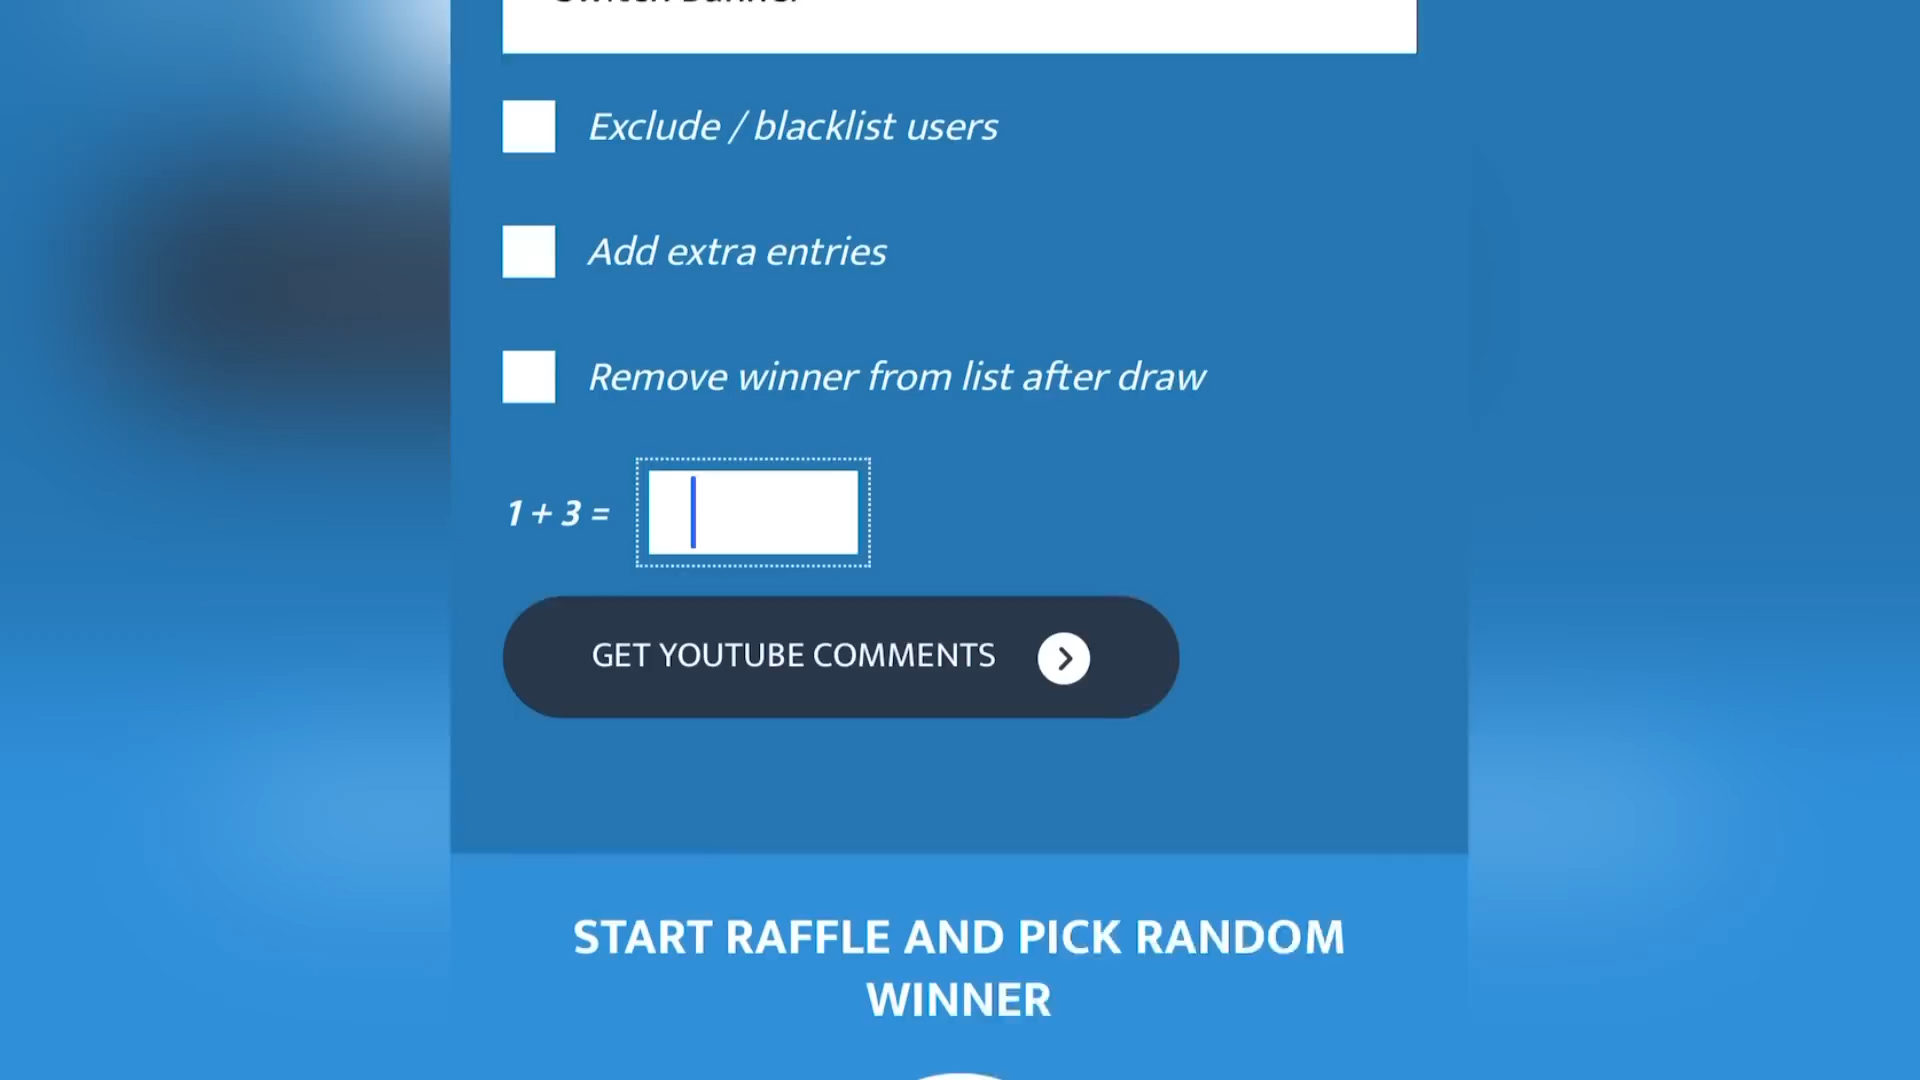 Exclude / blacklist users
Add extra entries
Remove winner from list after draw
1 + 3 =
GET YOUTUBE COMMENTS
START RAFFLE AND PICK RANDOM
WINNER